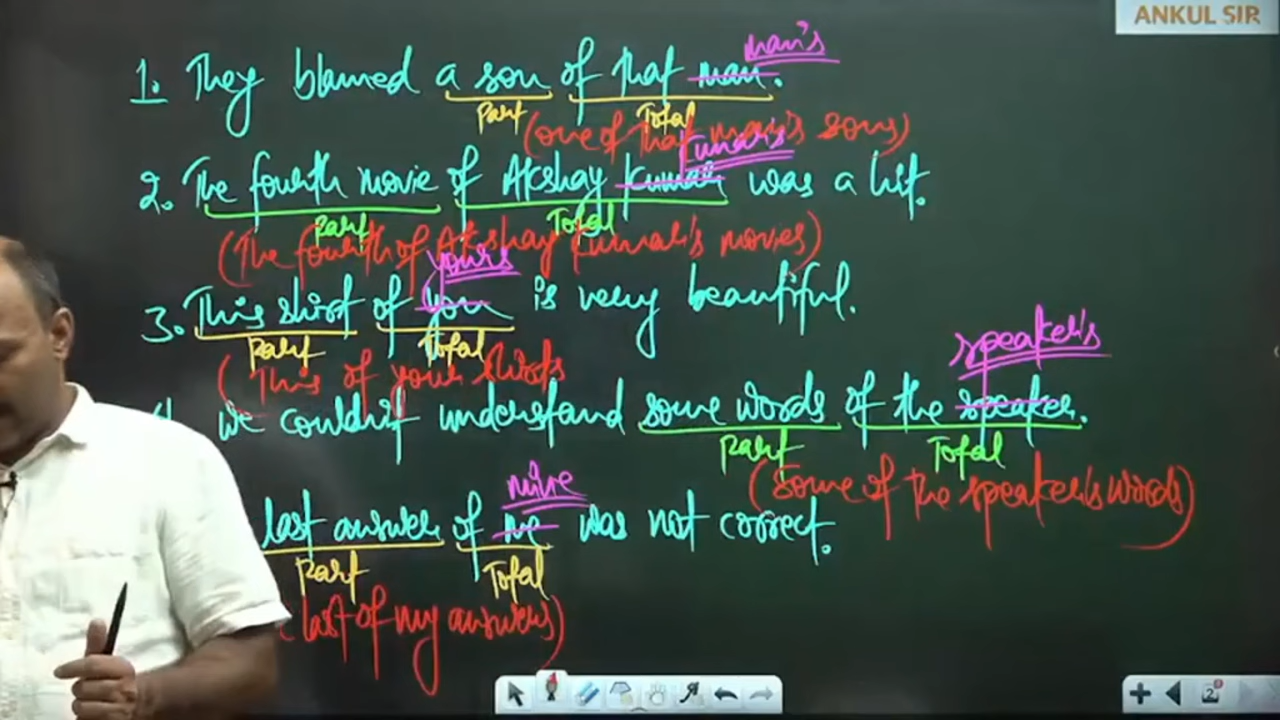 ANKUL SIR
man's
1. They blamed a son of that man.
Part Total
(one of that man's sons)
Kumar's
2. The fourth movie of Akshay Kumar was a hit.
Part Total
(The fourth of Akshay Kumar's movies)
yours
3. This shirt of you is very beautiful.
Part Total
(This of your shirts
speaker's
We couldn't understand some words of the speaker.
Part Total
(Some of the speaker's words)
mine
last answer of me was not correct.
Part Total
(last of my answers)
2